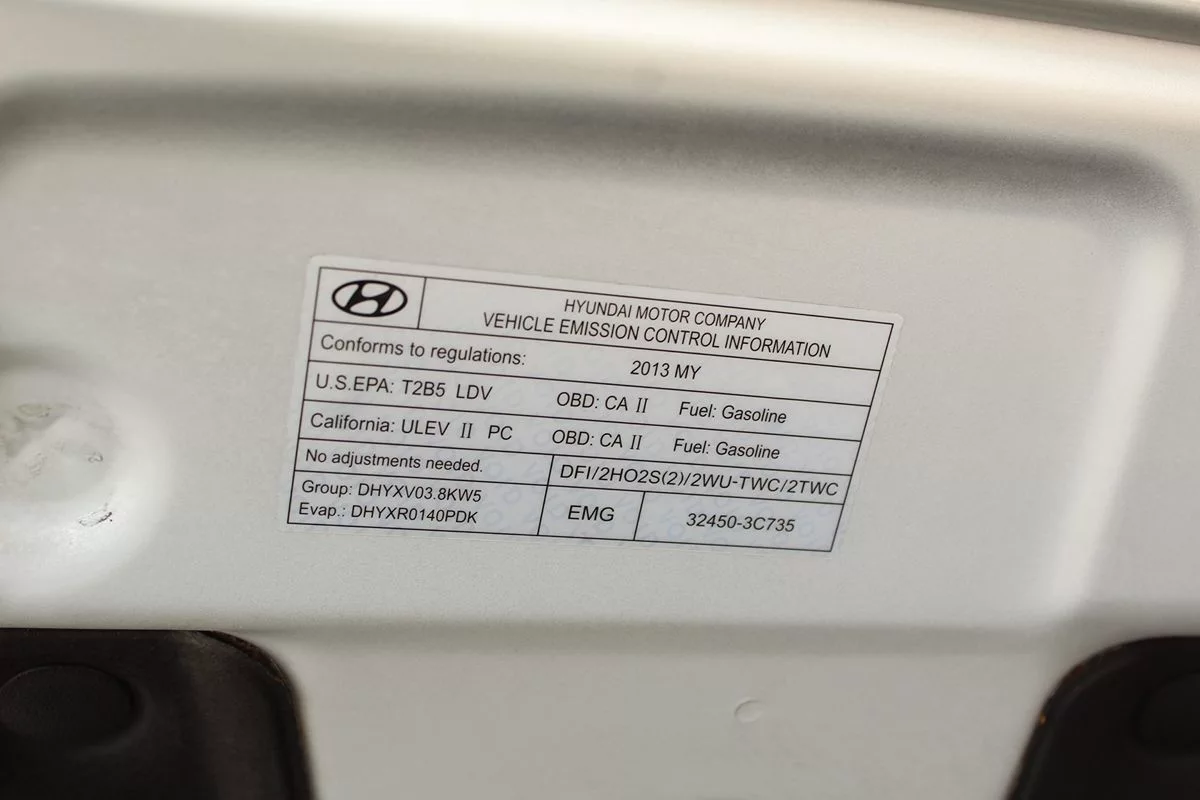 HYUNDAI MOTOR COMPANY
VEHICLE EMISSION CONTROL INFORMATION
Conforms to regulations: 2013 MY
U.S.EPA: T2B5 LDV OBD: CA II Fuel: Gasoline
California: ULEV II PC OBD: CA II Fuel: Gasoline
No adjustments needed. DFI/2HO2S(2)/2WU-TWC/2TWC
Group: DHYXV03.8KW5
Evap.: DHYXR0140PDK
EMG 32450-3C735